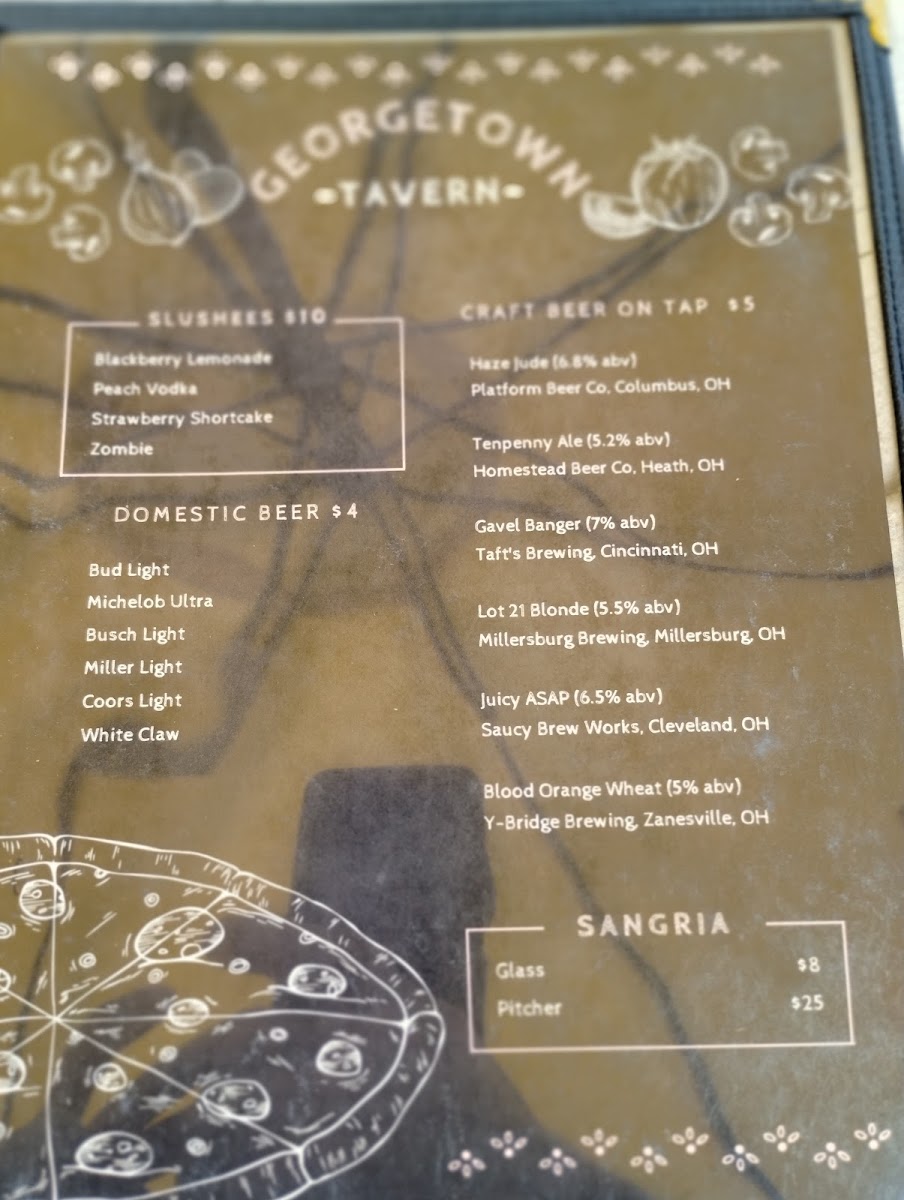 GEORGETOWN
TAVERN
SLUSHEES $10
Blackberry Lemonade
Peach Vodka
Strawberry Shortcake
Zombie
DOMESTIC BEER $4
Bud Light
Michelob Ultra
Busch Light
Miller Light
Coors Light
White Claw
CRAFT BEER ON TAP $5
Haze Jude (6.8% abv)
Platform Beer Co, Columbus, OH
Tenpenny Ale (5.2% abv)
Homestead Beer Co, Heath, OH
Gavel Banger (7% abv)
Taft's Brewing, Cincinnati, OH
Lot 21 Blonde (5.5% abv)
Millersburg Brewing, Millersburg, OH
Juicy ASAP (6.5% abv)
Saucy Brew Works, Cleveland, OH
Blood Orange Wheat (5% abv)
Y-Bridge Brewing, Zanesville, OH
SANGRIA
Glass $8
Pitcher $25